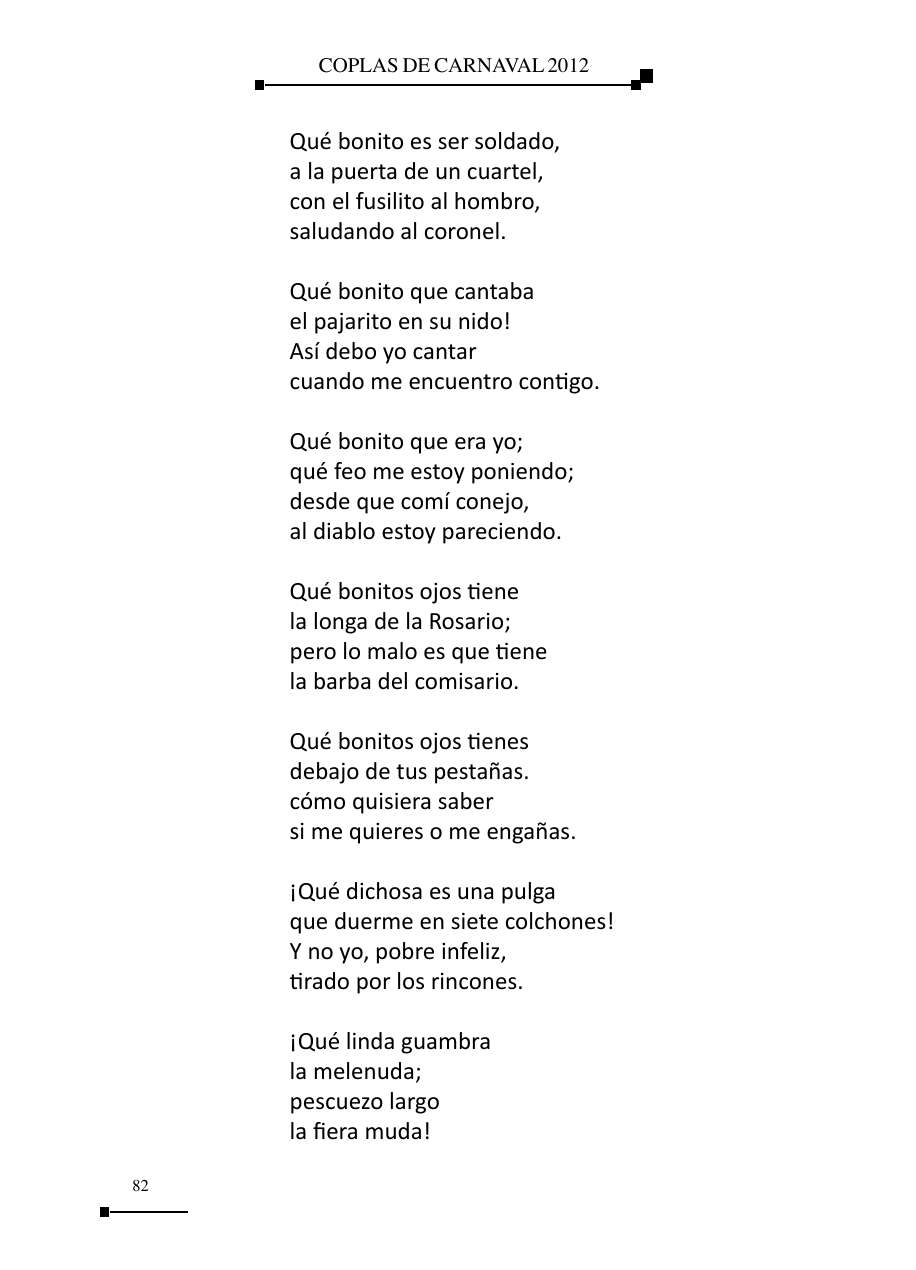 COPLAS DE CARNAVAL 2012
Qué bonito es ser soldado,
a la puerta de un cuartel,
con el fusilito al hombro,
saludando al coronel.
Qué bonito que cantaba
el pajarito en su nido!
Así debo yo cantar
cuando me encuentro contigo.
Qué bonito que era yo;
qué feo me estoy poniendo;
desde que comí conejo,
al diablo estoy pareciendo.
Qué bonitos ojos tiene
la longa de la Rosario;
pero lo malo es que tiene
la barba del comisario.
Qué bonitos ojos tienes
debajo de tus pestañas.
cómo quisiera saber
si me quieres o me engañas.
¡Qué dichosa es una pulga
que duerme en siete colchones!
Y no yo, pobre infeliz,
tirado por los rincones.
¡Qué linda guambra
la melenuda;
pescuezo largo
la fiera muda!
82